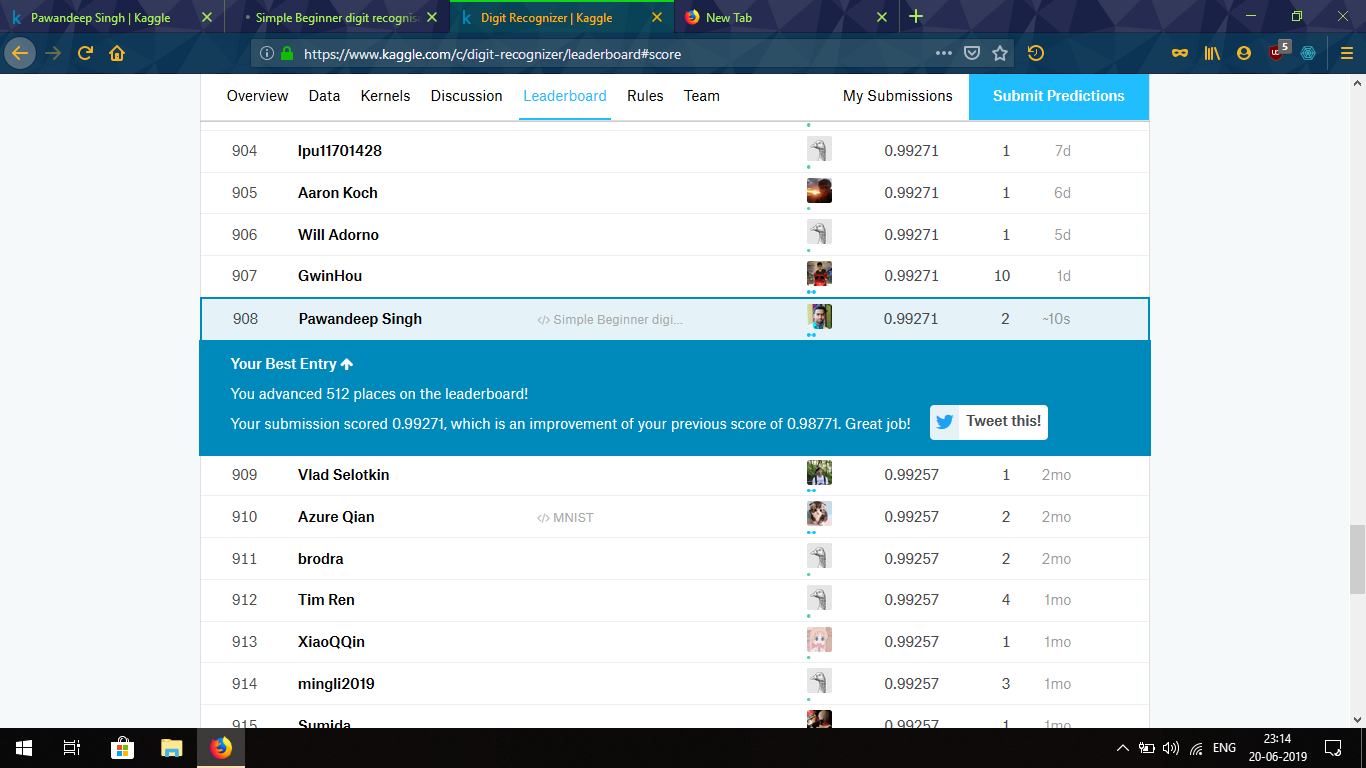 Pawandeep Singh | Kaggle
Simple Beginner digit recognis
Digit Recognizer | Kaggle
New Tab
https://www.kaggle.com/c/digit-recognizer/leaderboard#score
5
Overview Data Kernels Discussion Leaderboard Rules Team My Submissions Submit Predictions
904 lpu11701428 0.99271 1 7d
905 Aaron Koch 0.99271 1 6d
906 Will Adorno 0.99271 1 5d
907 GwinHou 0.99271 10 1d
908 Pawandeep Singh </> Simple Beginner digi... 0.99271 2 ~10s
Your Best Entry ↑
You advanced 512 places on the leaderboard!
Your submission scored 0.99271, which is an improvement of your previous score of 0.98771. Great job! Tweet this!
909 Vlad Selotkin 0.99257 1 2mo
910 Azure Qian </> MNIST 0.99257 2 2mo
911 brodra 0.99257 2 2mo
912 Tim Ren 0.99257 4 1mo
913 XiaoQQin 0.99257 1 1mo
914 mingli2019 0.99257 3 1mo
915 Sumida 0.99257 1 1mo
ENG
23:14
20-06-2019